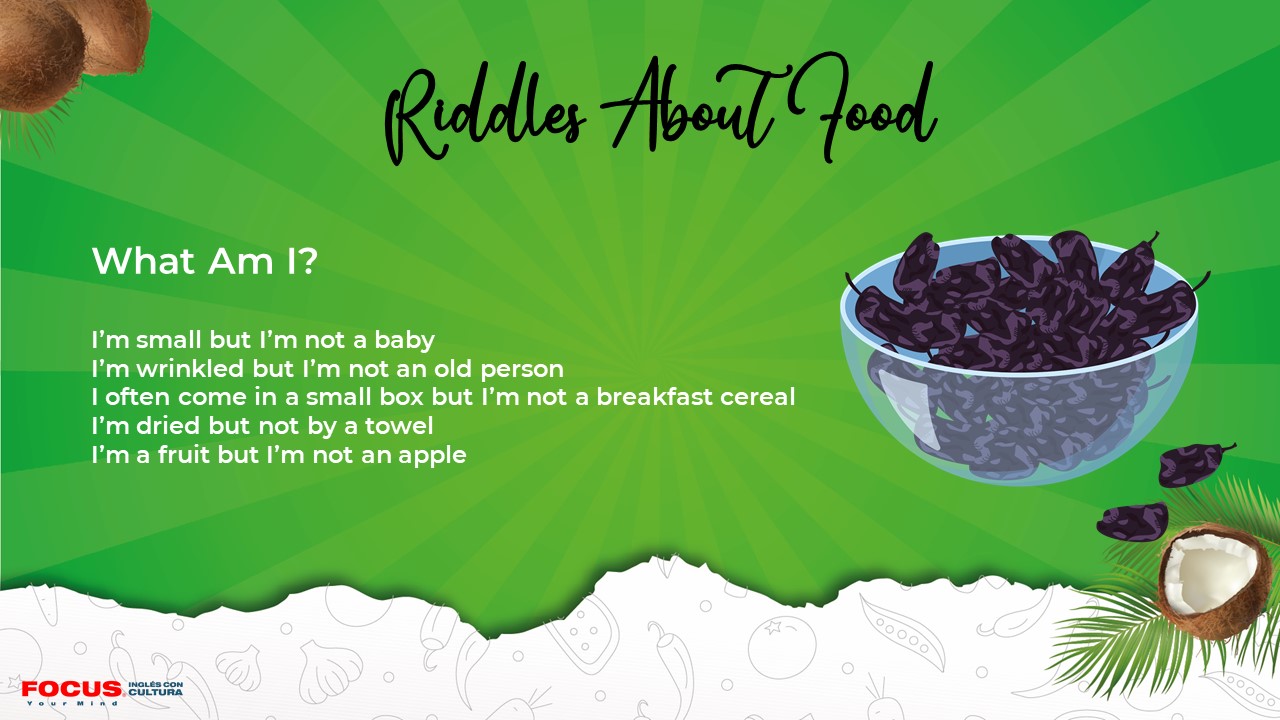 Riddles About Food
What Am I?
I’m small but I’m not a baby
I’m wrinkled but I’m not an old person
I often come in a small box but I’m not a breakfast cereal
I’m dried but not by a towel
I’m a fruit but I’m not an apple
FOCUS® INGLÉS CON
CULTURA
Your Mind